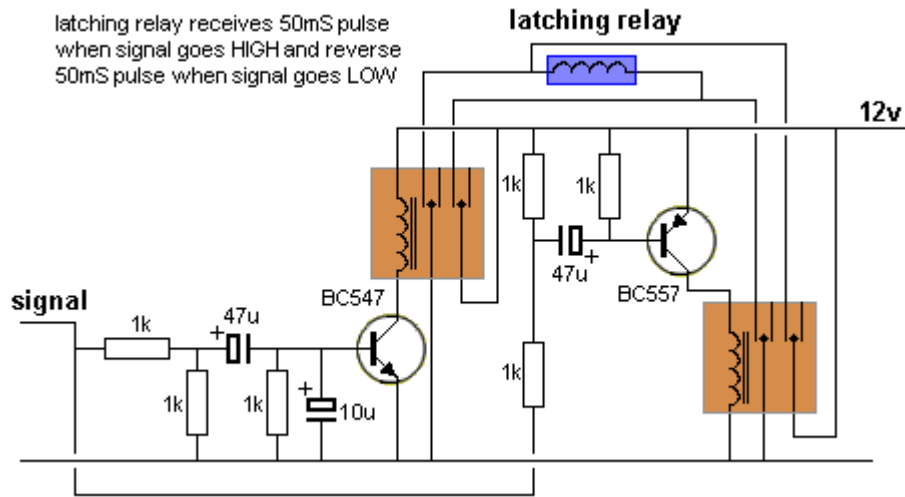 latching relay receives 50mS pulse
when signal goes HIGH and reverse
50mS pulse when signal goes LOW
latching relay
12v
1k
1k
47u
+
BC547
BC557
signal
1k
+
47u
1k
1k
1k
+
10u